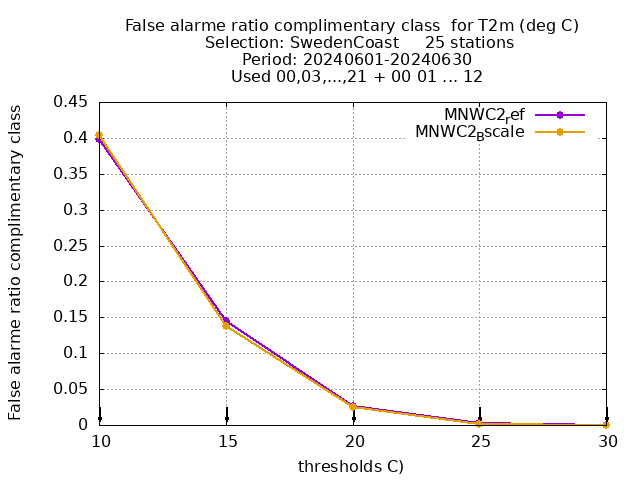 False alarme ratio complimentary class  for T2m (deg C)
Selection: SwedenCoast     25 stations
Period: 20240601-20240630
Used 00,03,...,21 + 00 01 ... 12
MNWC2ref
MNWC2Bscale
False alarme ratio complimentary class
0.45
0.4
0.35
0.3
0.25
0.2
0.15
0.1
0.05
0
10 15 20 25 30
thresholds C)